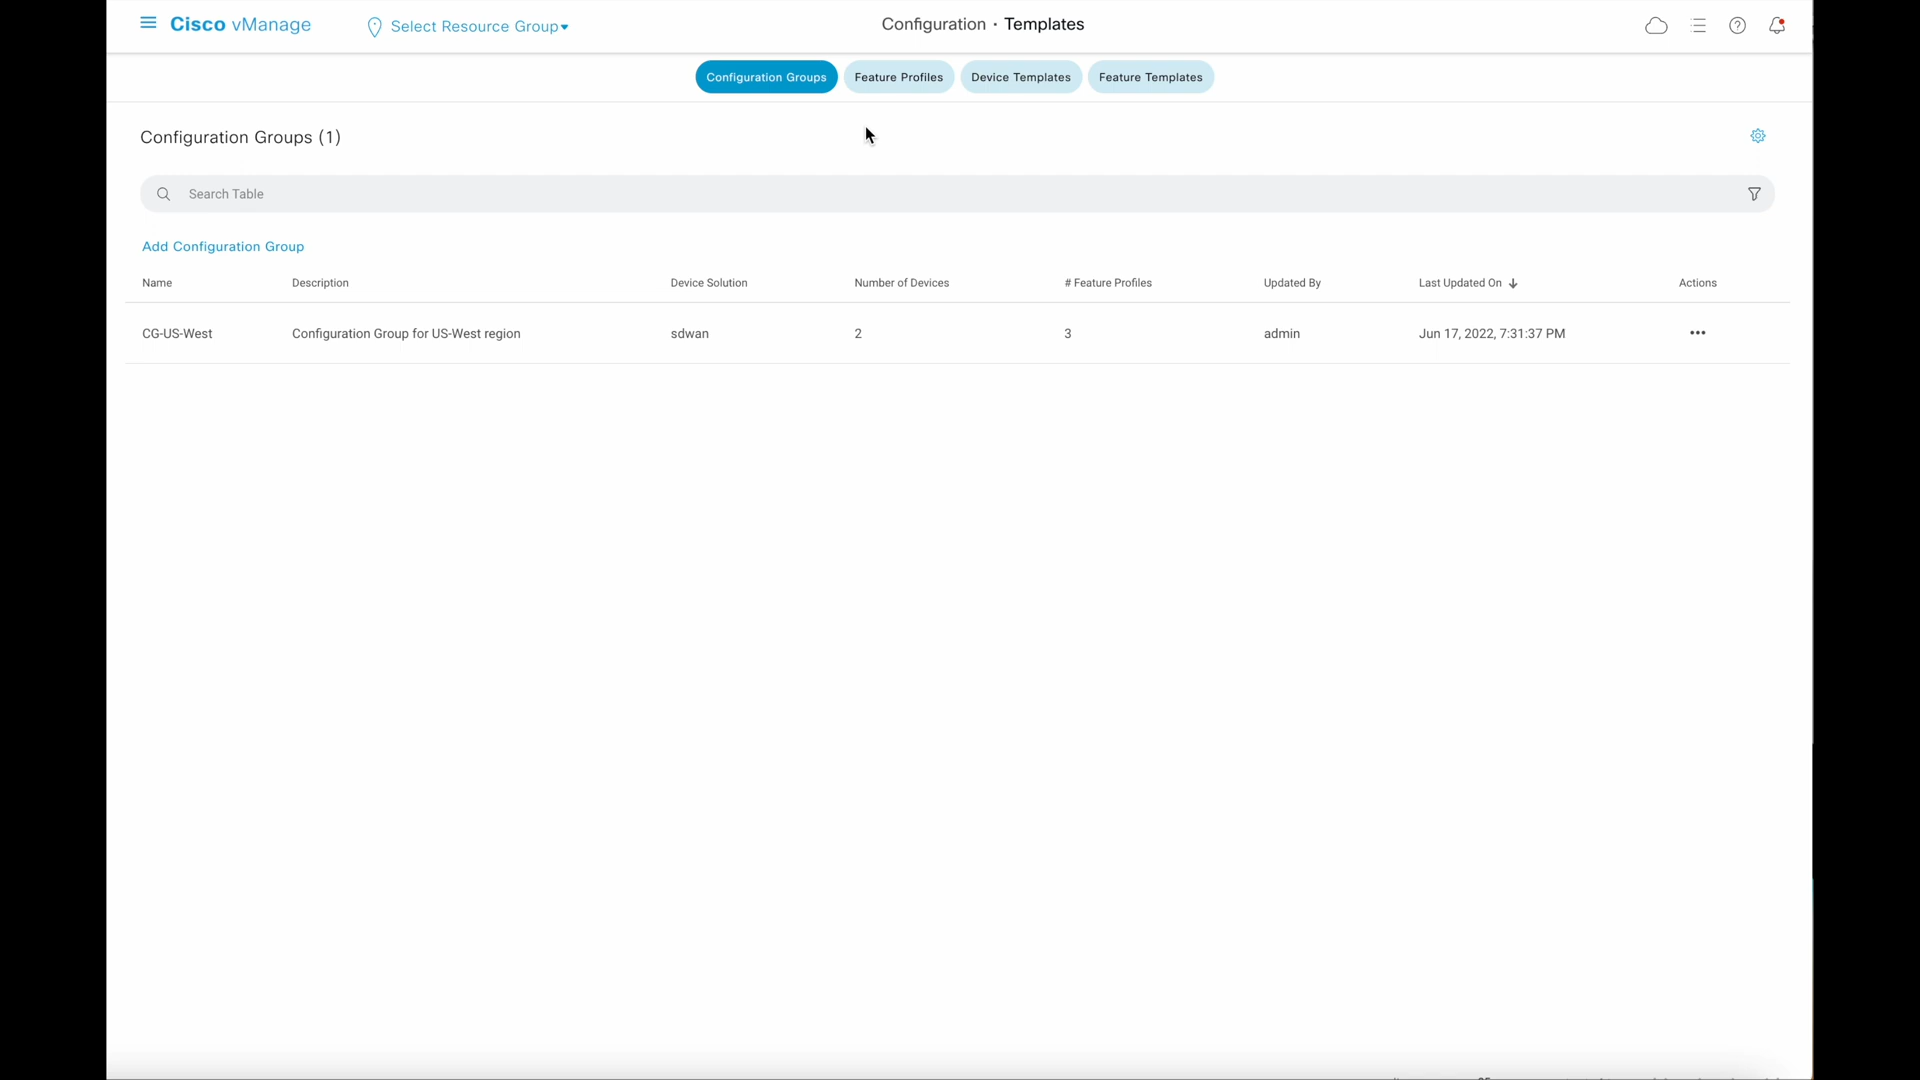 Cisco vManage Select Resource Group Configuration · Templates
Configuration Groups Feature Profiles Device Templates Feature Templates
Configuration Groups (1)
Search Table
Add Configuration Group
Name Description Device Solution Number of Devices # Feature Profiles Updated By Last Updated On Actions
CG-US-West Configuration Group for US-West region sdwan 2 3 admin Jun 17, 2022, 7:31:37 PM